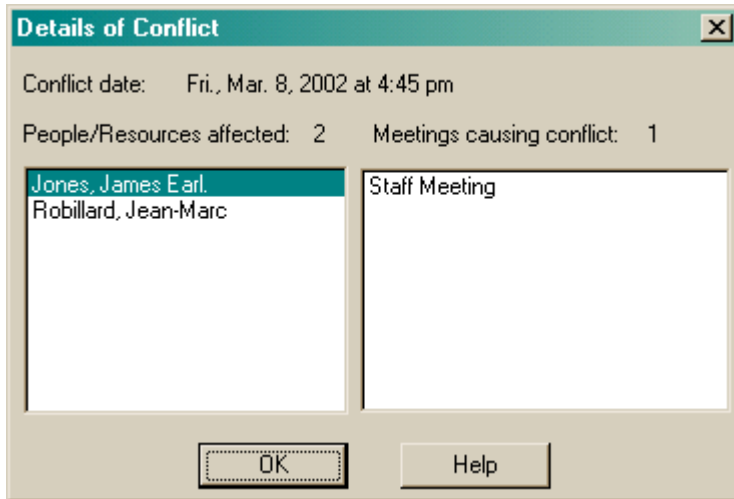 Details of Conflict
Conflict date: Fri., Mar. 8, 2002 at 4:45 pm
People/Resources affected: 2 Meetings causing conflict: 1
Jones, James Earl.
Robillard, Jean-Marc
Staff Meeting
OK Help